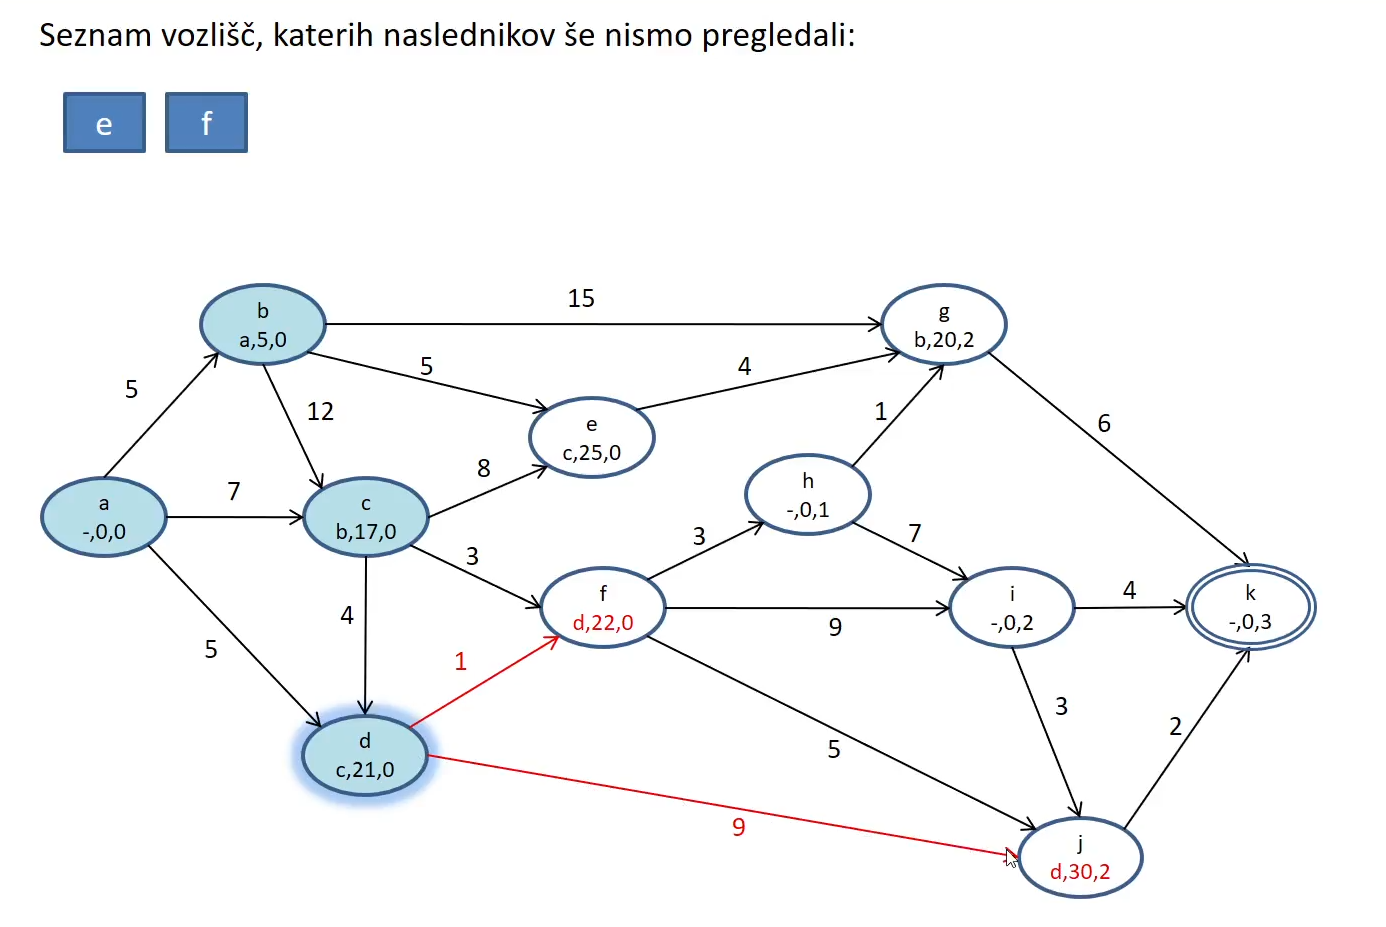 Seznam vozlišč, katerih naslednikov še nismo pregledali:
e
f
15
b
a,5,0
g
b,20,2
5
5
4
12
1
6
e
c,25,0
8
7
a
-,0,0
c
b,17,0
h
-,0,1
3
3
7
4
f
d,22,0
9
i
-,0,2
4
k
-,0,3
5
1
3
2
5
d
c,21,0
9
j
d,30,2